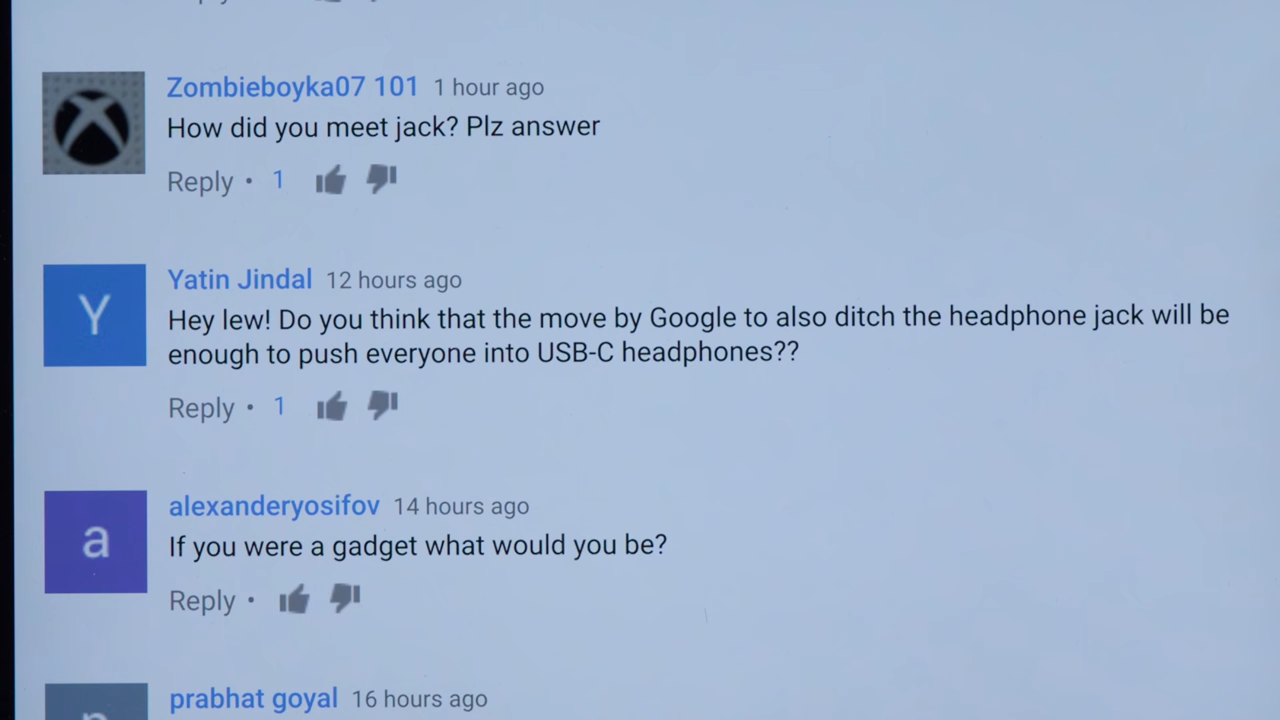 Zombieboyka07 101 1 hour ago
How did you meet jack? Plz answer
Reply • 1
Y
Yatin Jindal 12 hours ago
Hey lew! Do you think that the move by Google to also ditch the headphone jack will be
enough to push everyone into USB-C headphones??
Reply • 1
a
alexanderyosifov 14 hours ago
If you were a gadget what would you be?
Reply •
prabhat goyal 16 hours ago